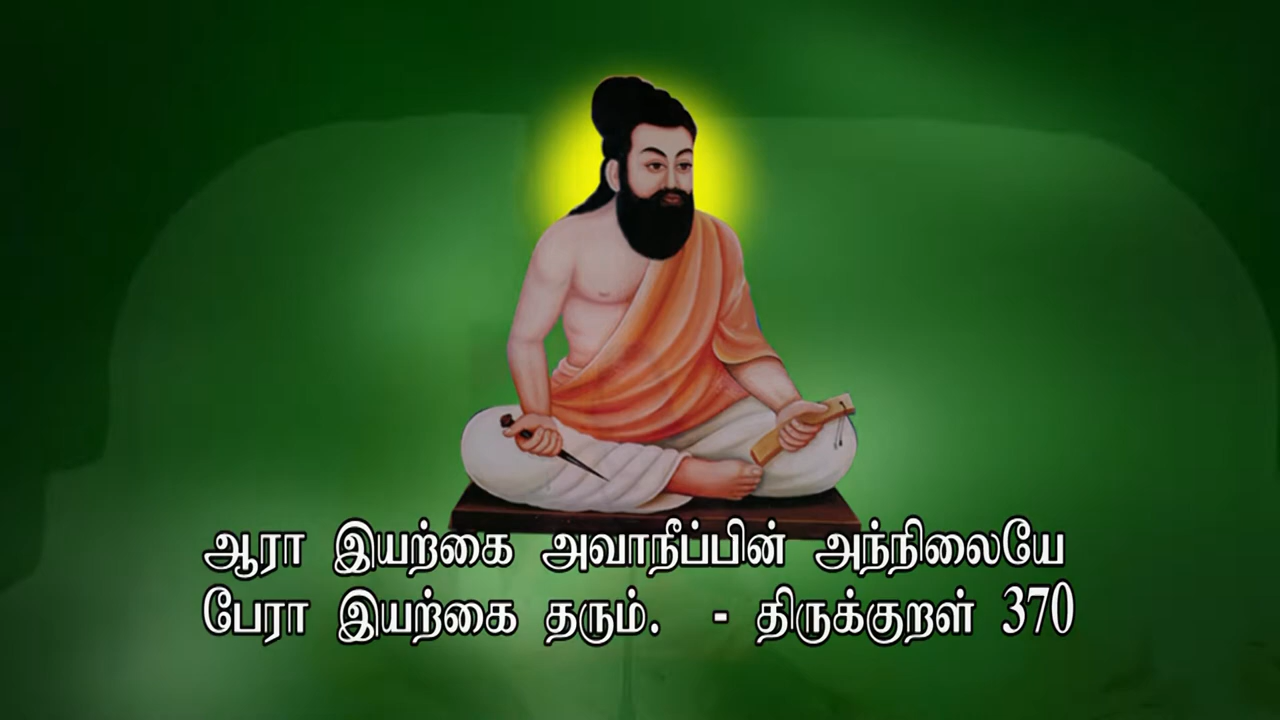 ஆரா இயற்கை அவாநீப்பின் அந்நிலையே
பேரா இயற்கை தரும். - திருக்குறள் 370